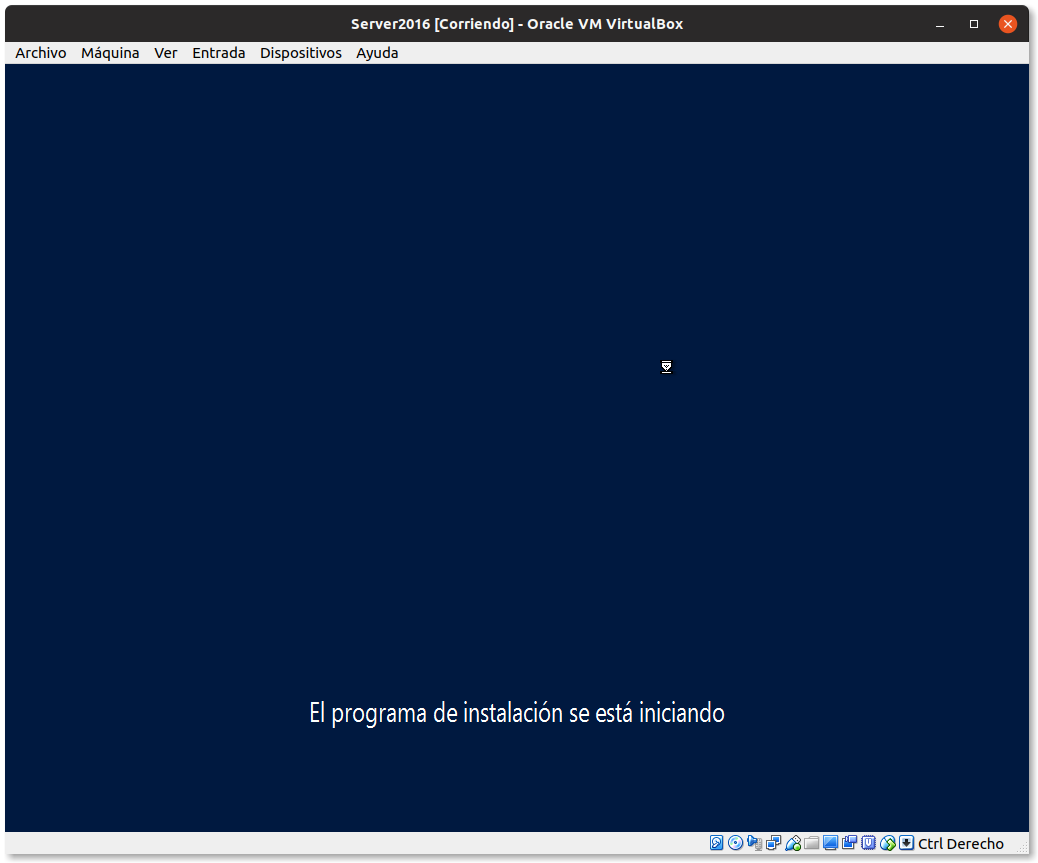 Server2016 [Corriendo] - Oracle VM VirtualBox
Archivo Máquina Ver Entrada Dispositivos Ayuda
El programa de instalación se está iniciando
Ctrl Derecho